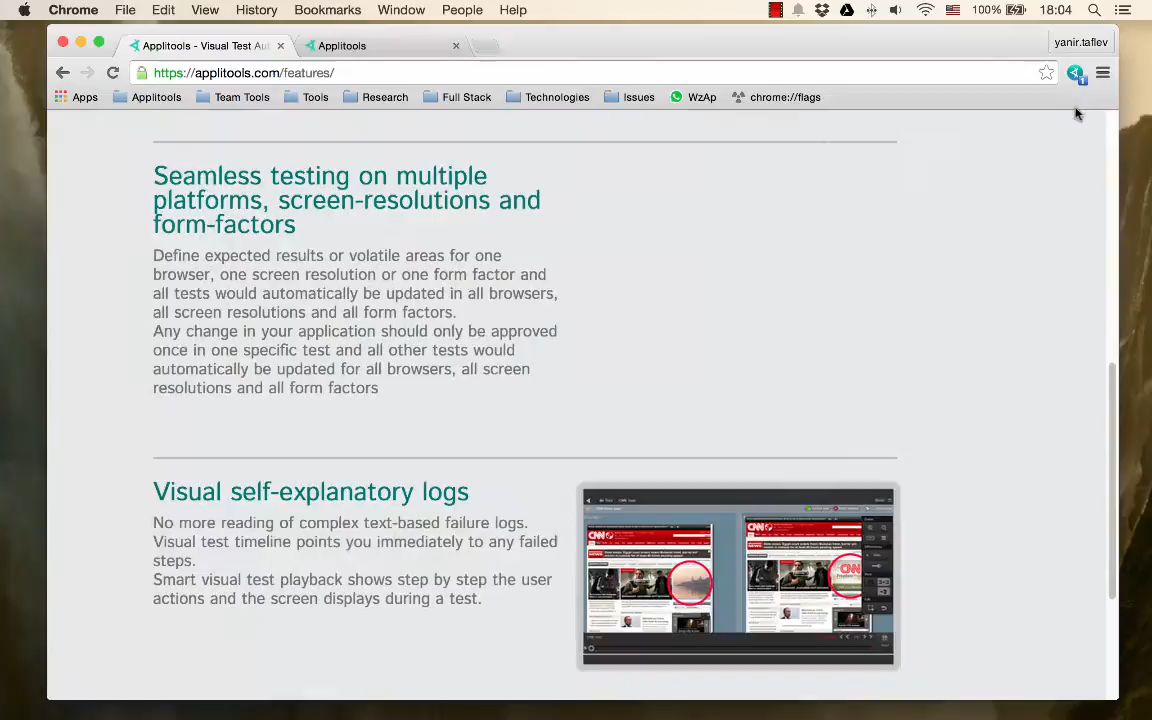 Chrome File Edit View History Bookmarks Window People Help 100% 18:04
Applitools - Visual Test Aut
Applitools
yanir.taflev
https://applitools.com/features/
1
Apps Applitools Team Tools Tools Research Full Stack Technologies Issues WzAp chrome://flags
Seamless testing on multiple
platforms, screen-resolutions and
form-factors
Define expected results or volatile areas for one
browser, one screen resolution or one form factor and
all tests would automatically be updated in all browsers,
all screen resolutions and all form factors.
Any change in your application should only be approved
once in one specific test and all other tests would
automatically be updated for all browsers, all screen
resolutions and all form factors
Visual self-explanatory logs
No more reading of complex text-based failure logs.
Visual test timeline points you immediately to any failed
steps.
Smart visual test playback shows step by step the user
actions and the screen displays during a test.
CNN
CNN
CNN